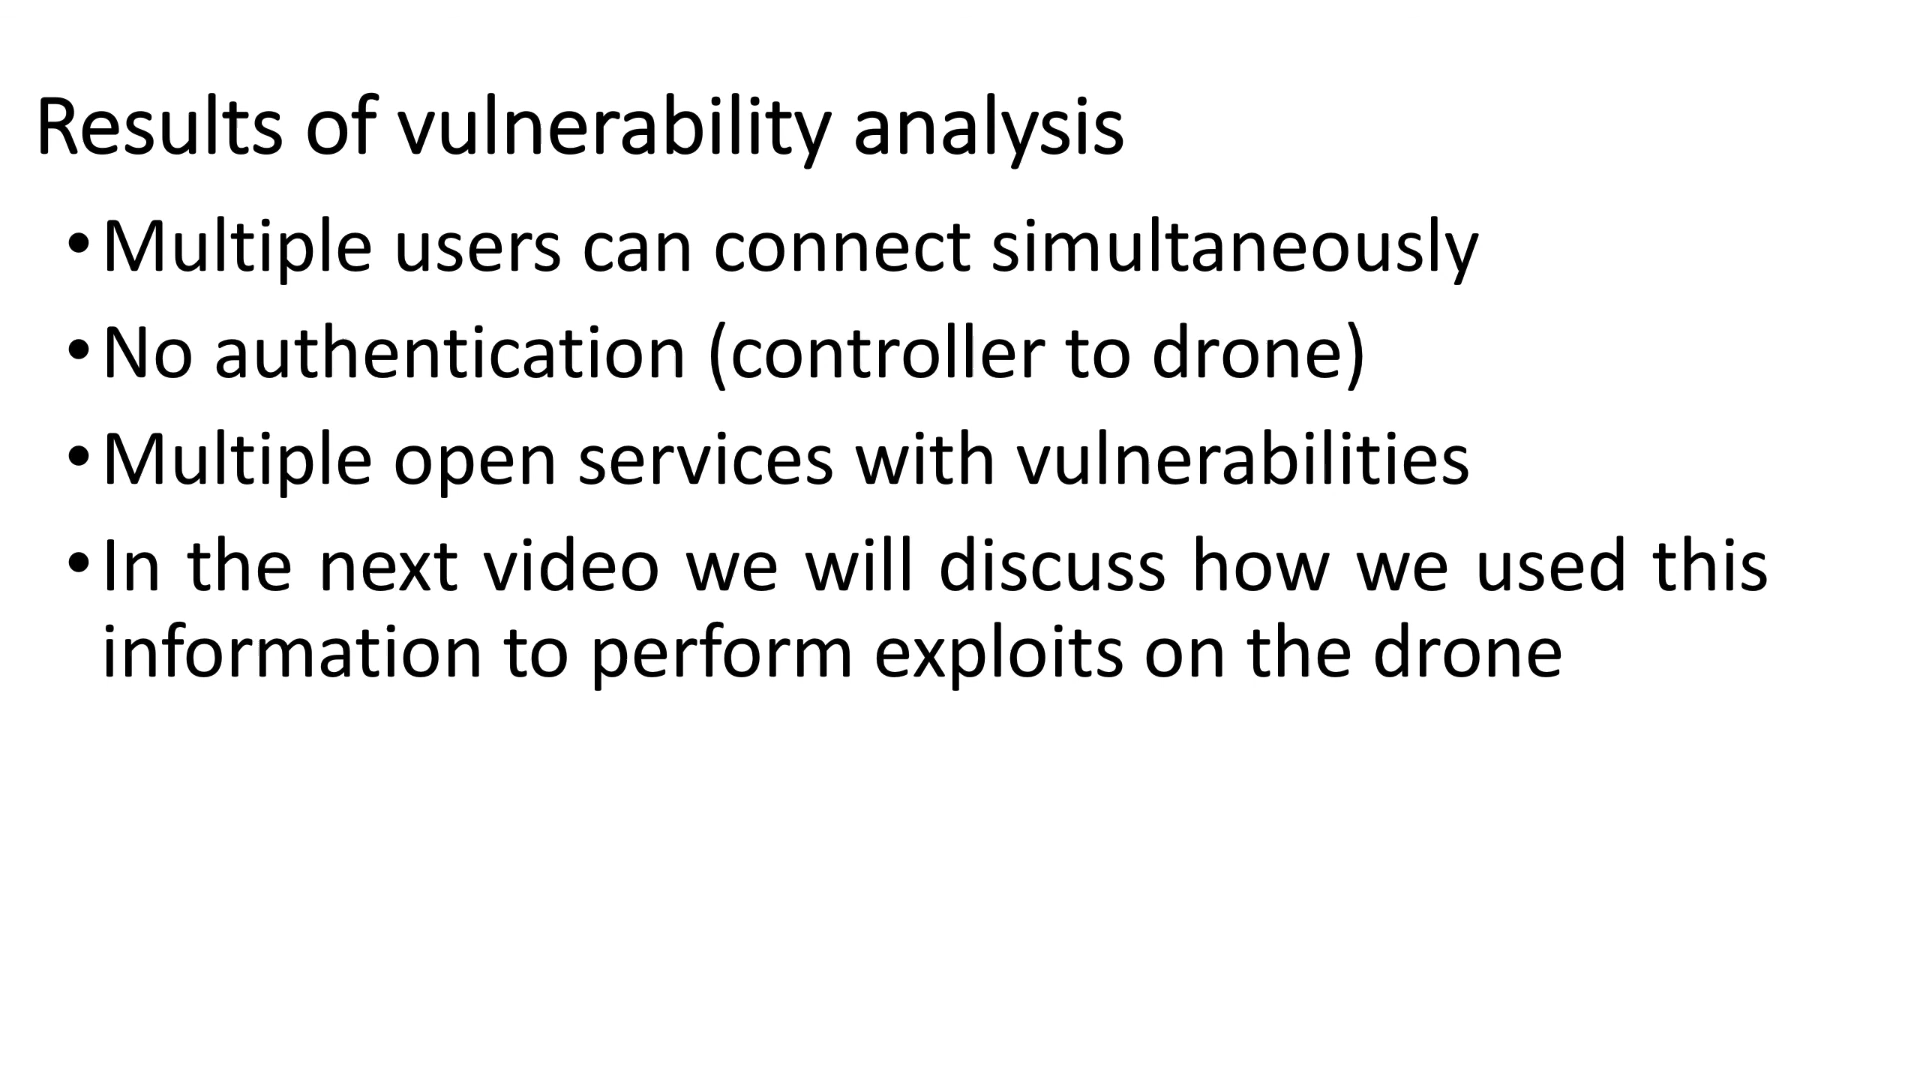 Results of vulnerability analysis
•Multiple users can connect simultaneously
•No authentication (controller to drone)
•Multiple open services with vulnerabilities
•In the next video we will discuss how we used this
information to perform exploits on the drone